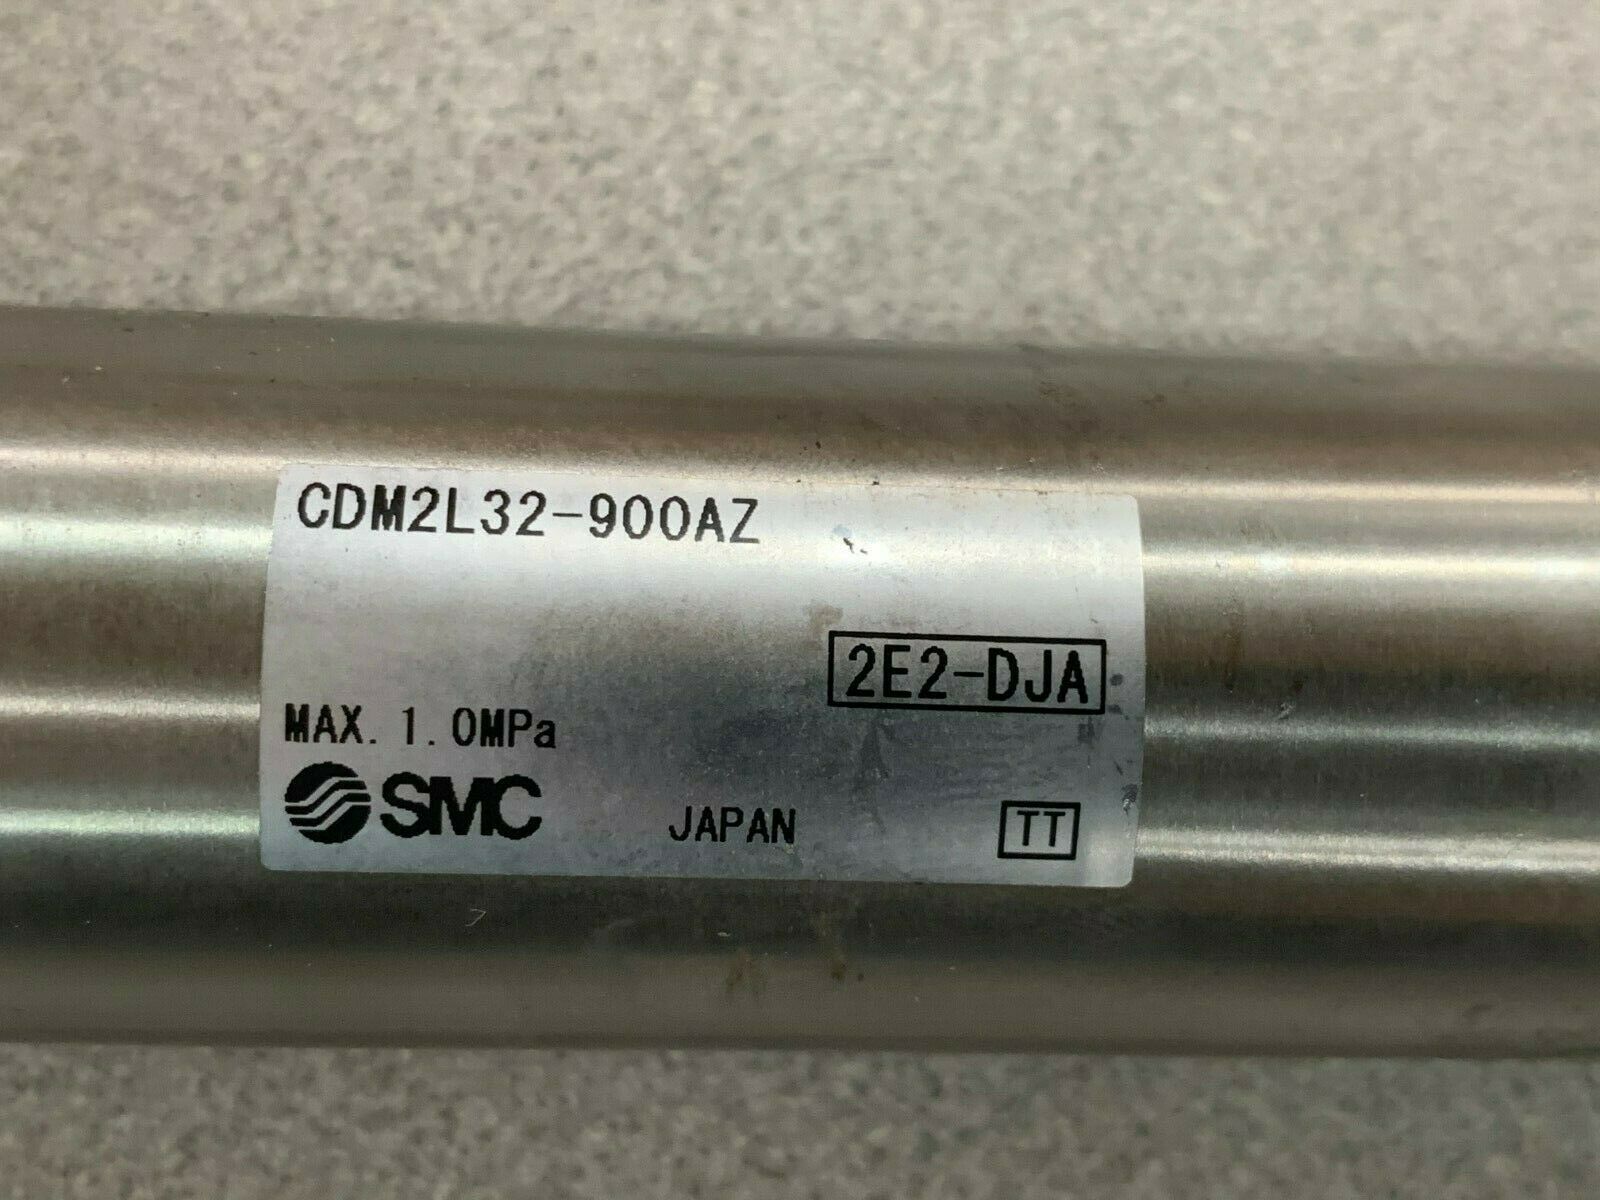 CDM2L32-900AZ
2E2-DJA
MAX. 1.0MPa
SMC JAPAN TT